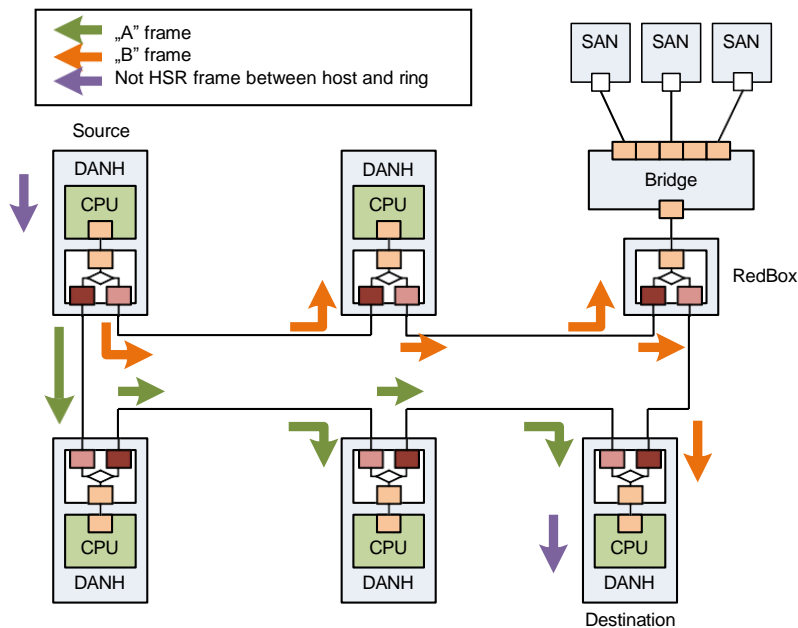 „A” frame
„B” frame
Not HSR frame between host and ring
SAN
SAN
SAN
Source
DANH
CPU
DANH
CPU
Bridge
RedBox
CPU
DANH
CPU
DANH
CPU
DANH
Destination